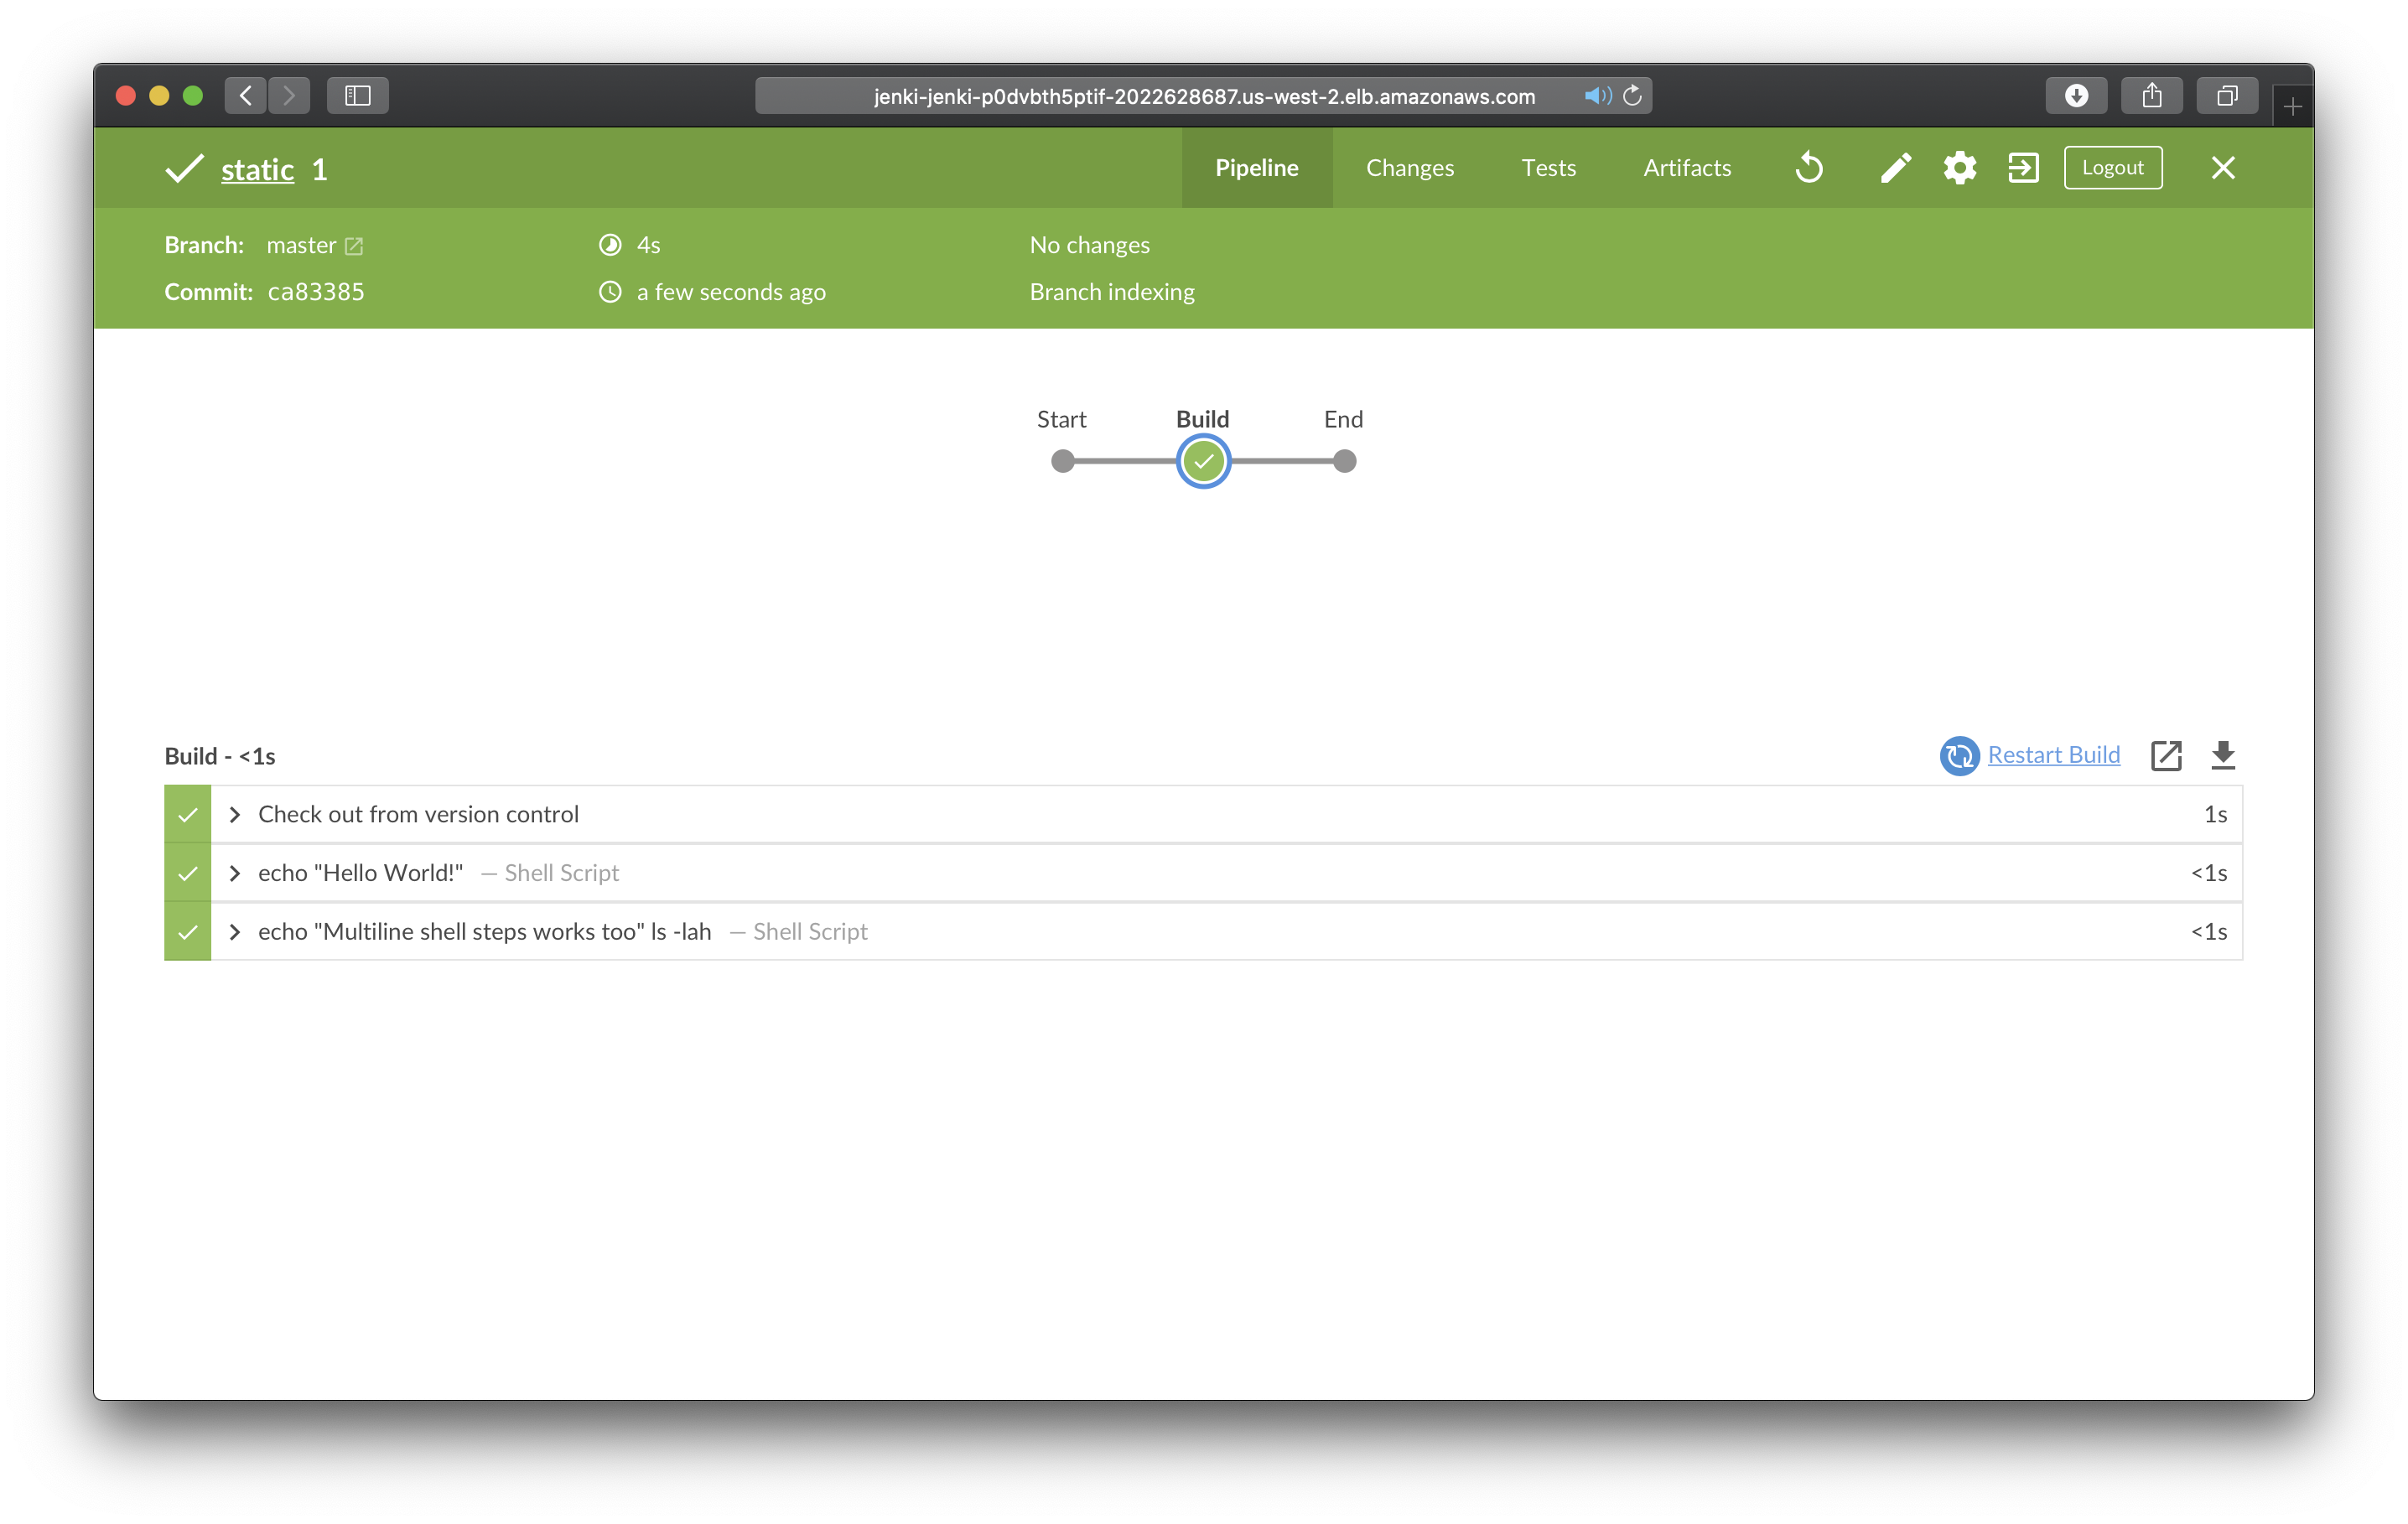 jenki-jenki-p0dvbth5ptif-2022628687.us-west-2.elb.amazonaws.com
static 1 Pipeline Changes Tests Artifacts Logout
Branch: master 4s No changes
Commit: ca83385 a few seconds ago Branch indexing
Start Build End
Build - <1s Restart Build
Check out from version control 1s
echo "Hello World!" — Shell Script <1s
echo "Multiline shell steps works too" ls -lah — Shell Script <1s